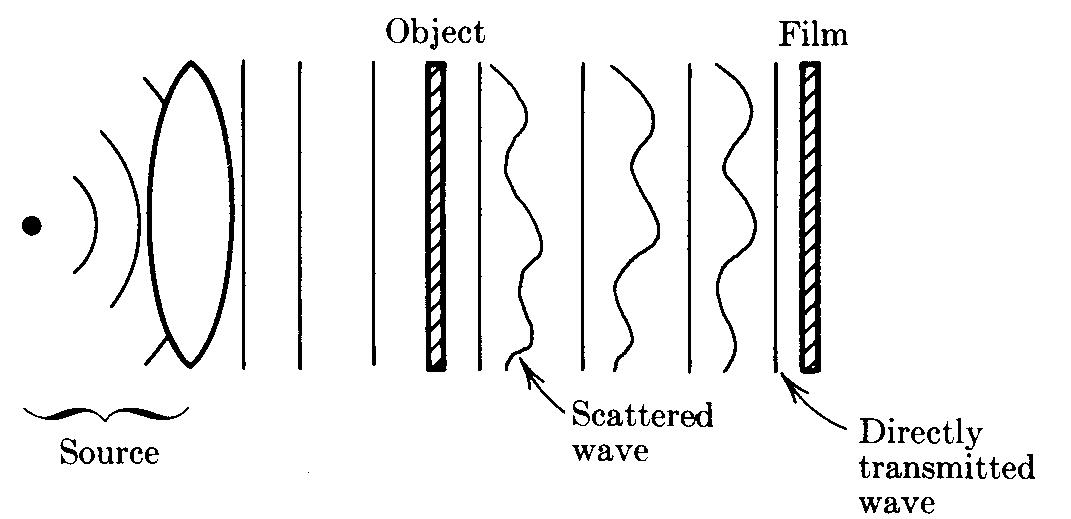 Object
Film
Scattered
wave
Directly
transmitted
wave
Source